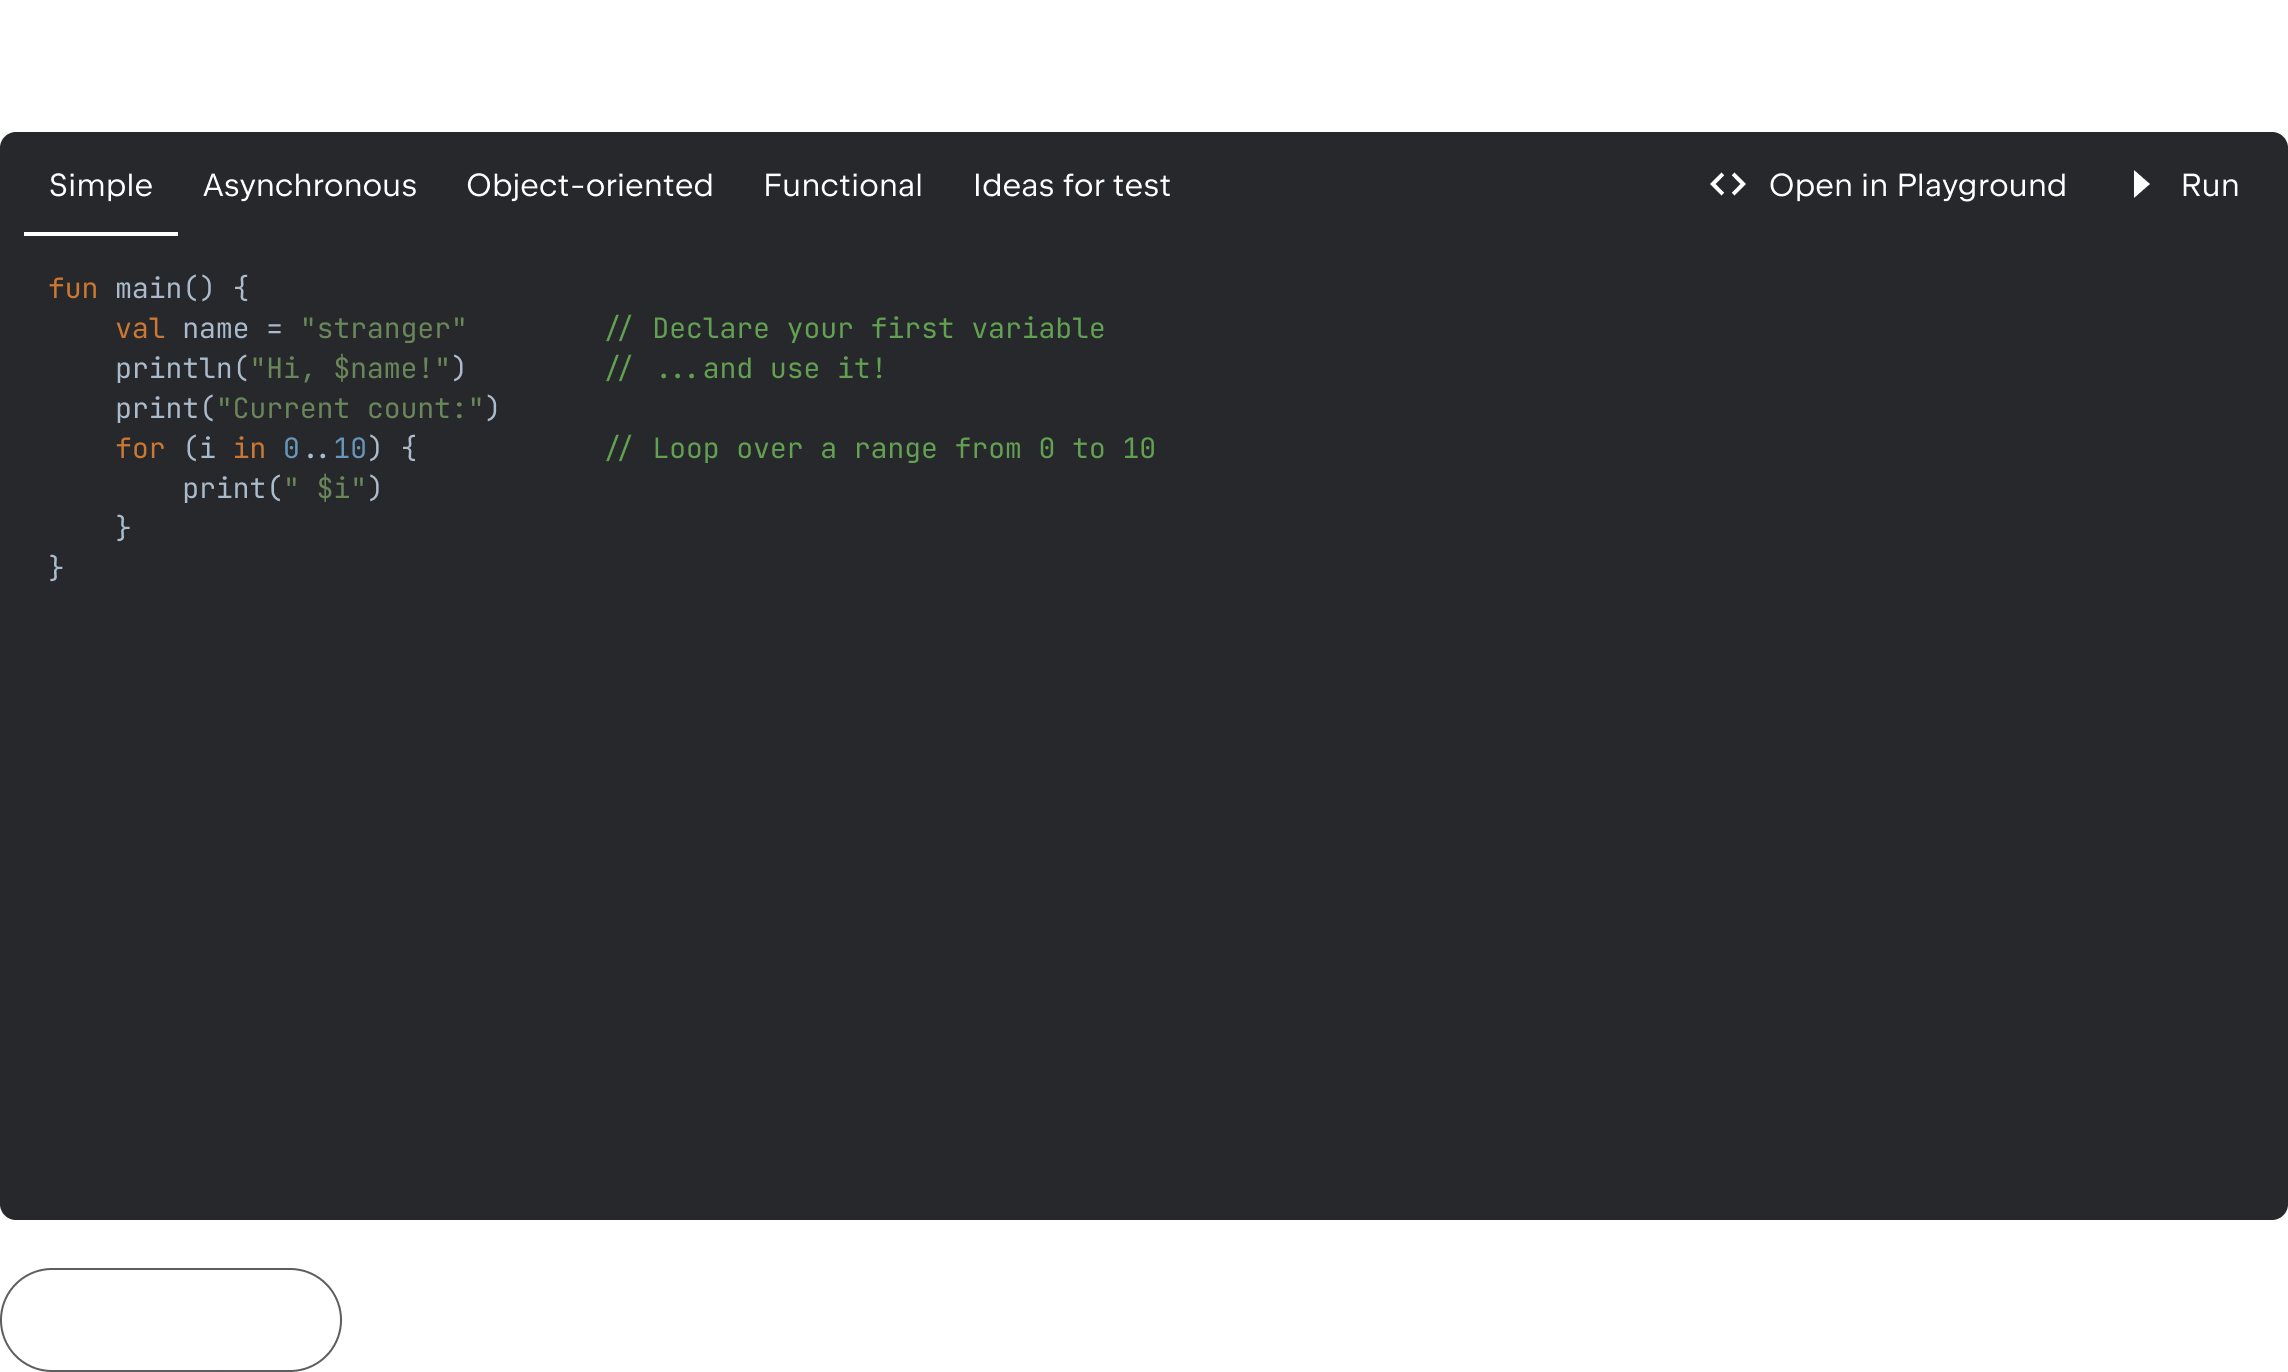 Simple Asynchronous Object-oriented Functional Ideas for test <> Open in Playground Run
fun main() {
    val name = "stranger"        // Declare your first variable
    println("Hi, $name!")        // ...and use it!
    print("Current count:")
    for (i in 0..10) {           // Loop over a range from 0 to 10
        print(" $i")
    }
}